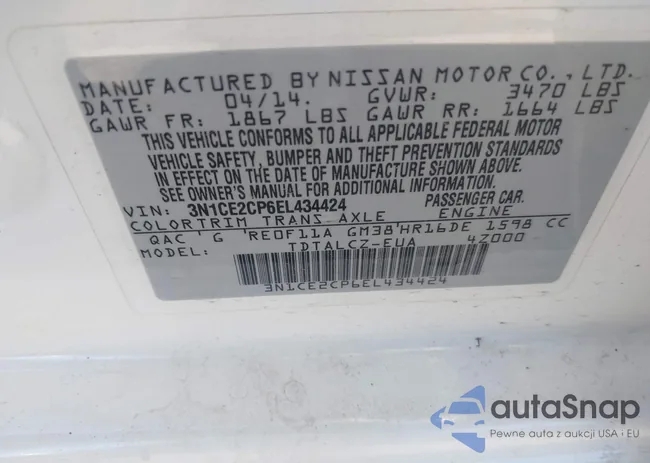 MANUFACTURED BY NISSAN MOTOR CO., LTD.
DATE: 04/14. GVWR: 3470 LBS
GAWR FR: 1867 LBS GAWR RR: 1664 LBS
THIS VEHICLE CONFORMS TO ALL APPLICABLE FEDERAL MOTOR
VEHICLE SAFETY, BUMPER AND THEFT PREVENTION STANDARDS
IN EFFECT ON THE DATE OF MANUFACTURE SHOWN ABOVE.
SEE OWNER'S MANUAL FOR ADDITIONAL INFORMATION.
VIN: 3N1CE2CP6EL434424 PASSENGER CAR.
COLOR TRIM TRANS AXLE ENGINE
QAC G RE0F11A GM38 HR16DE 1598 CC
MODEL: TDTALCZ-EUA 4Z000
3N1CE2CP6EL434424
autaSnap
Pewne auta z aukcji USA i EU